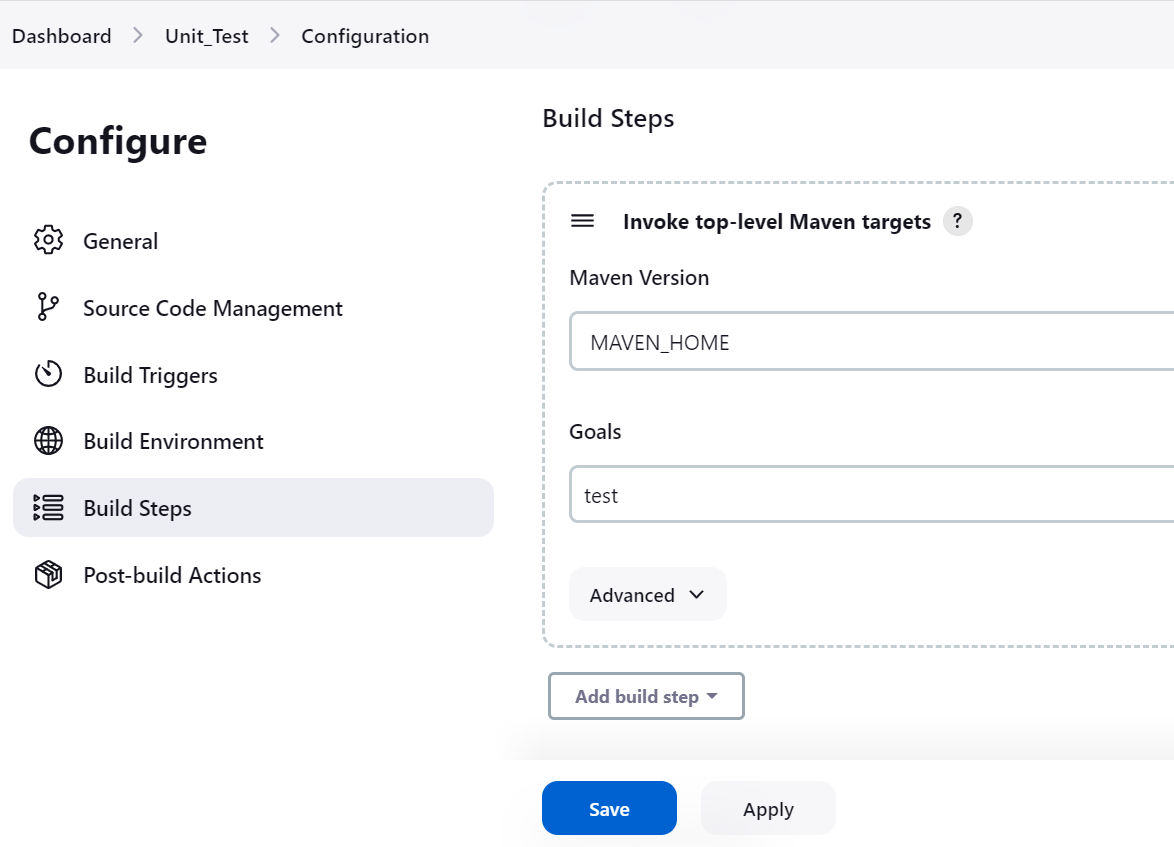 Dashboard > Unit_Test > Configuration
Configure
General
Source Code Management
Build Triggers
Build Environment
Build Steps
Post-build Actions
Build Steps
Invoke top-level Maven targets ?
Maven Version
MAVEN_HOME
Goals
test
Advanced
Add build step
Save
Apply